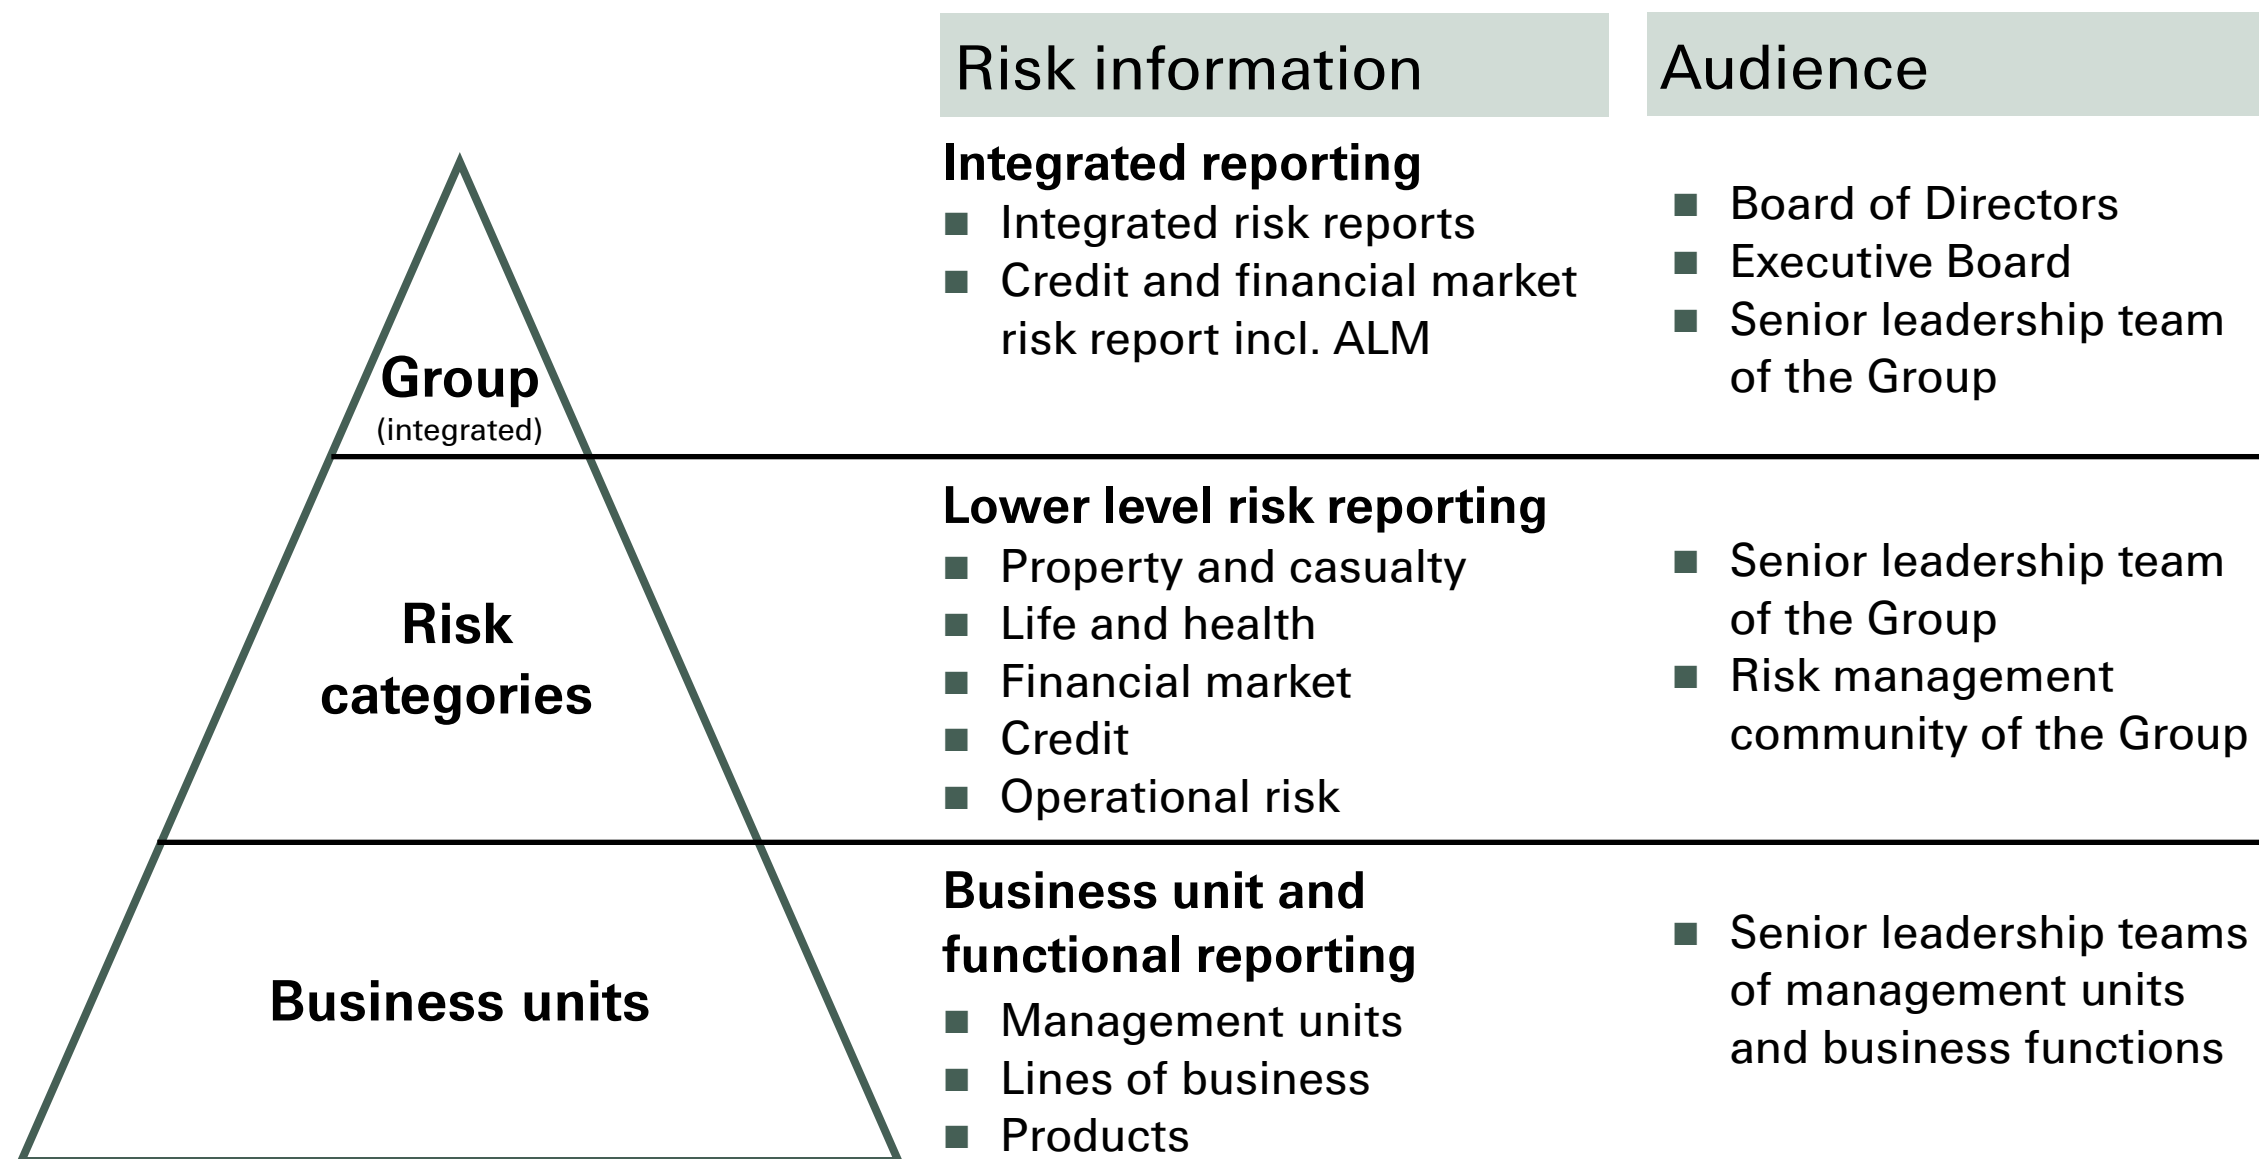 Risk information
Audience
Group
(integrated)
Integrated reporting
Integrated risk reports
Credit and financial market
risk report incl. ALM
Board of Directors
Executive Board
Senior leadership team
of the Group
Risk
categories
Lower level risk reporting
Property and casualty
Life and health
Financial market
Credit
Operational risk
Senior leadership team
of the Group
Risk management
community of the Group
Business units
Business unit and
functional reporting
Management units
Lines of business
Products
Senior leadership teams
of management units
and business functions